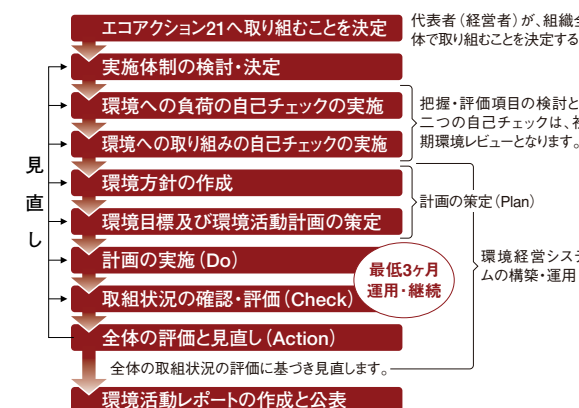 エコアクション21へ取り組むことを決定
代表者(経営者)が、組織全
体で取り組むことを決定する
実施体制の検討・決定
環境への負荷の自己チェックの実施
環境への取り組みの自己チェックの実施
把握・評価項目の検討と
二つの自己チェックは、初
期環境レビューとなります。
見直し
環境方針の作成
環境目標及び環境活動計画の策定
計画の策定(Plan)
計画の実施(Do)
取組状況の確認・評価(Check)
最低3ヶ月
運用・継続
環境経営システ
ムの構築・運用
全体の評価と見直し(Action)
全体の取組状況の評価に基づき見直します。
環境活動レポートの作成と公表